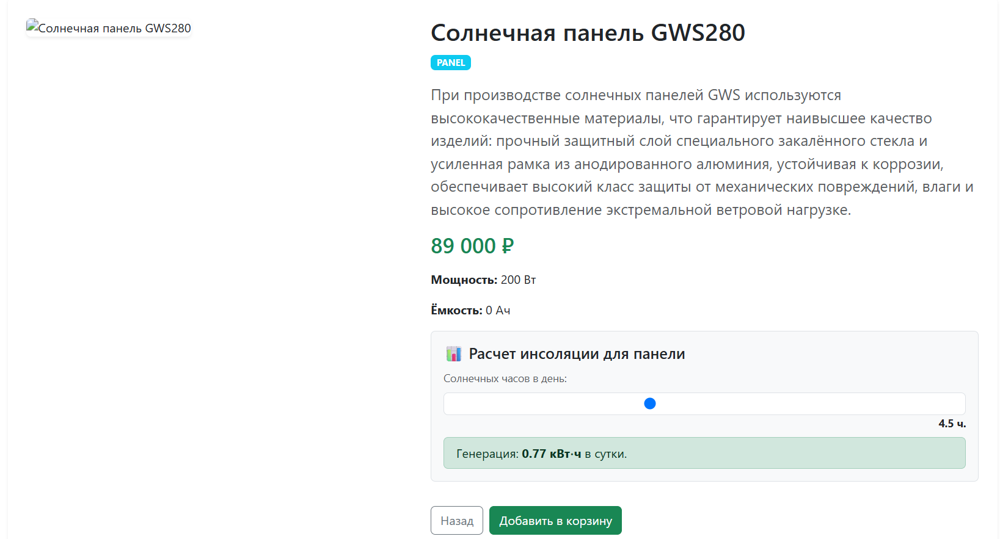 Солнечная панель GWS280
Солнечная панель GWS280
PANEL
При производстве солнечных панелей GWS используются
высококачественные материалы, что гарантирует наивысшее качество
изделий: прочный защитный слой специального закалённого стекла и
усиленная рамка из анодированного алюминия, устойчивая к коррозии,
обеспечивает высокий класс защиты от механических повреждений, влаги и
высокое сопротивление экстремальной ветровой нагрузке.
89 000 ₽
Мощность: 200 Вт
Ёмкость: 0 Ач
Расчет инсоляции для панели
Солнечных часов в день:
4.5 ч.
Генерация: 0.77 кВт·ч в сутки.
Назад
Добавить в корзину